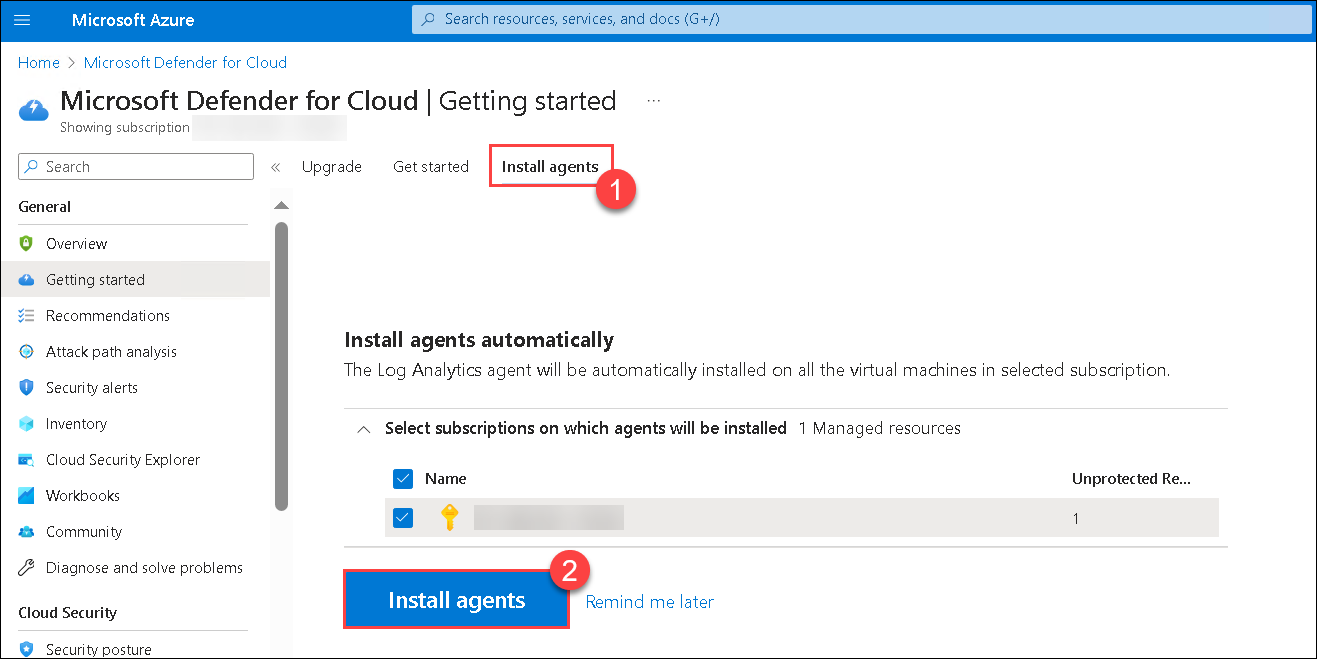 Microsoft Azure
Search resources, services, and docs (G+/)
Home > Microsoft Defender for Cloud
Microsoft Defender for Cloud | Getting started ...
Showing subscription
Search
« Upgrade Get started Install agents
1
General
Overview
Getting started
Recommendations
Attack path analysis
Security alerts
Inventory
Cloud Security Explorer
Workbooks
Community
Diagnose and solve problems
Cloud Security
Security posture
Install agents automatically
The Log Analytics agent will be automatically installed on all the virtual machines in selected subscription.
Select subscriptions on which agents will be installed 1 Managed resources
Name Unprotected Re...
1
2
Install agents Remind me later